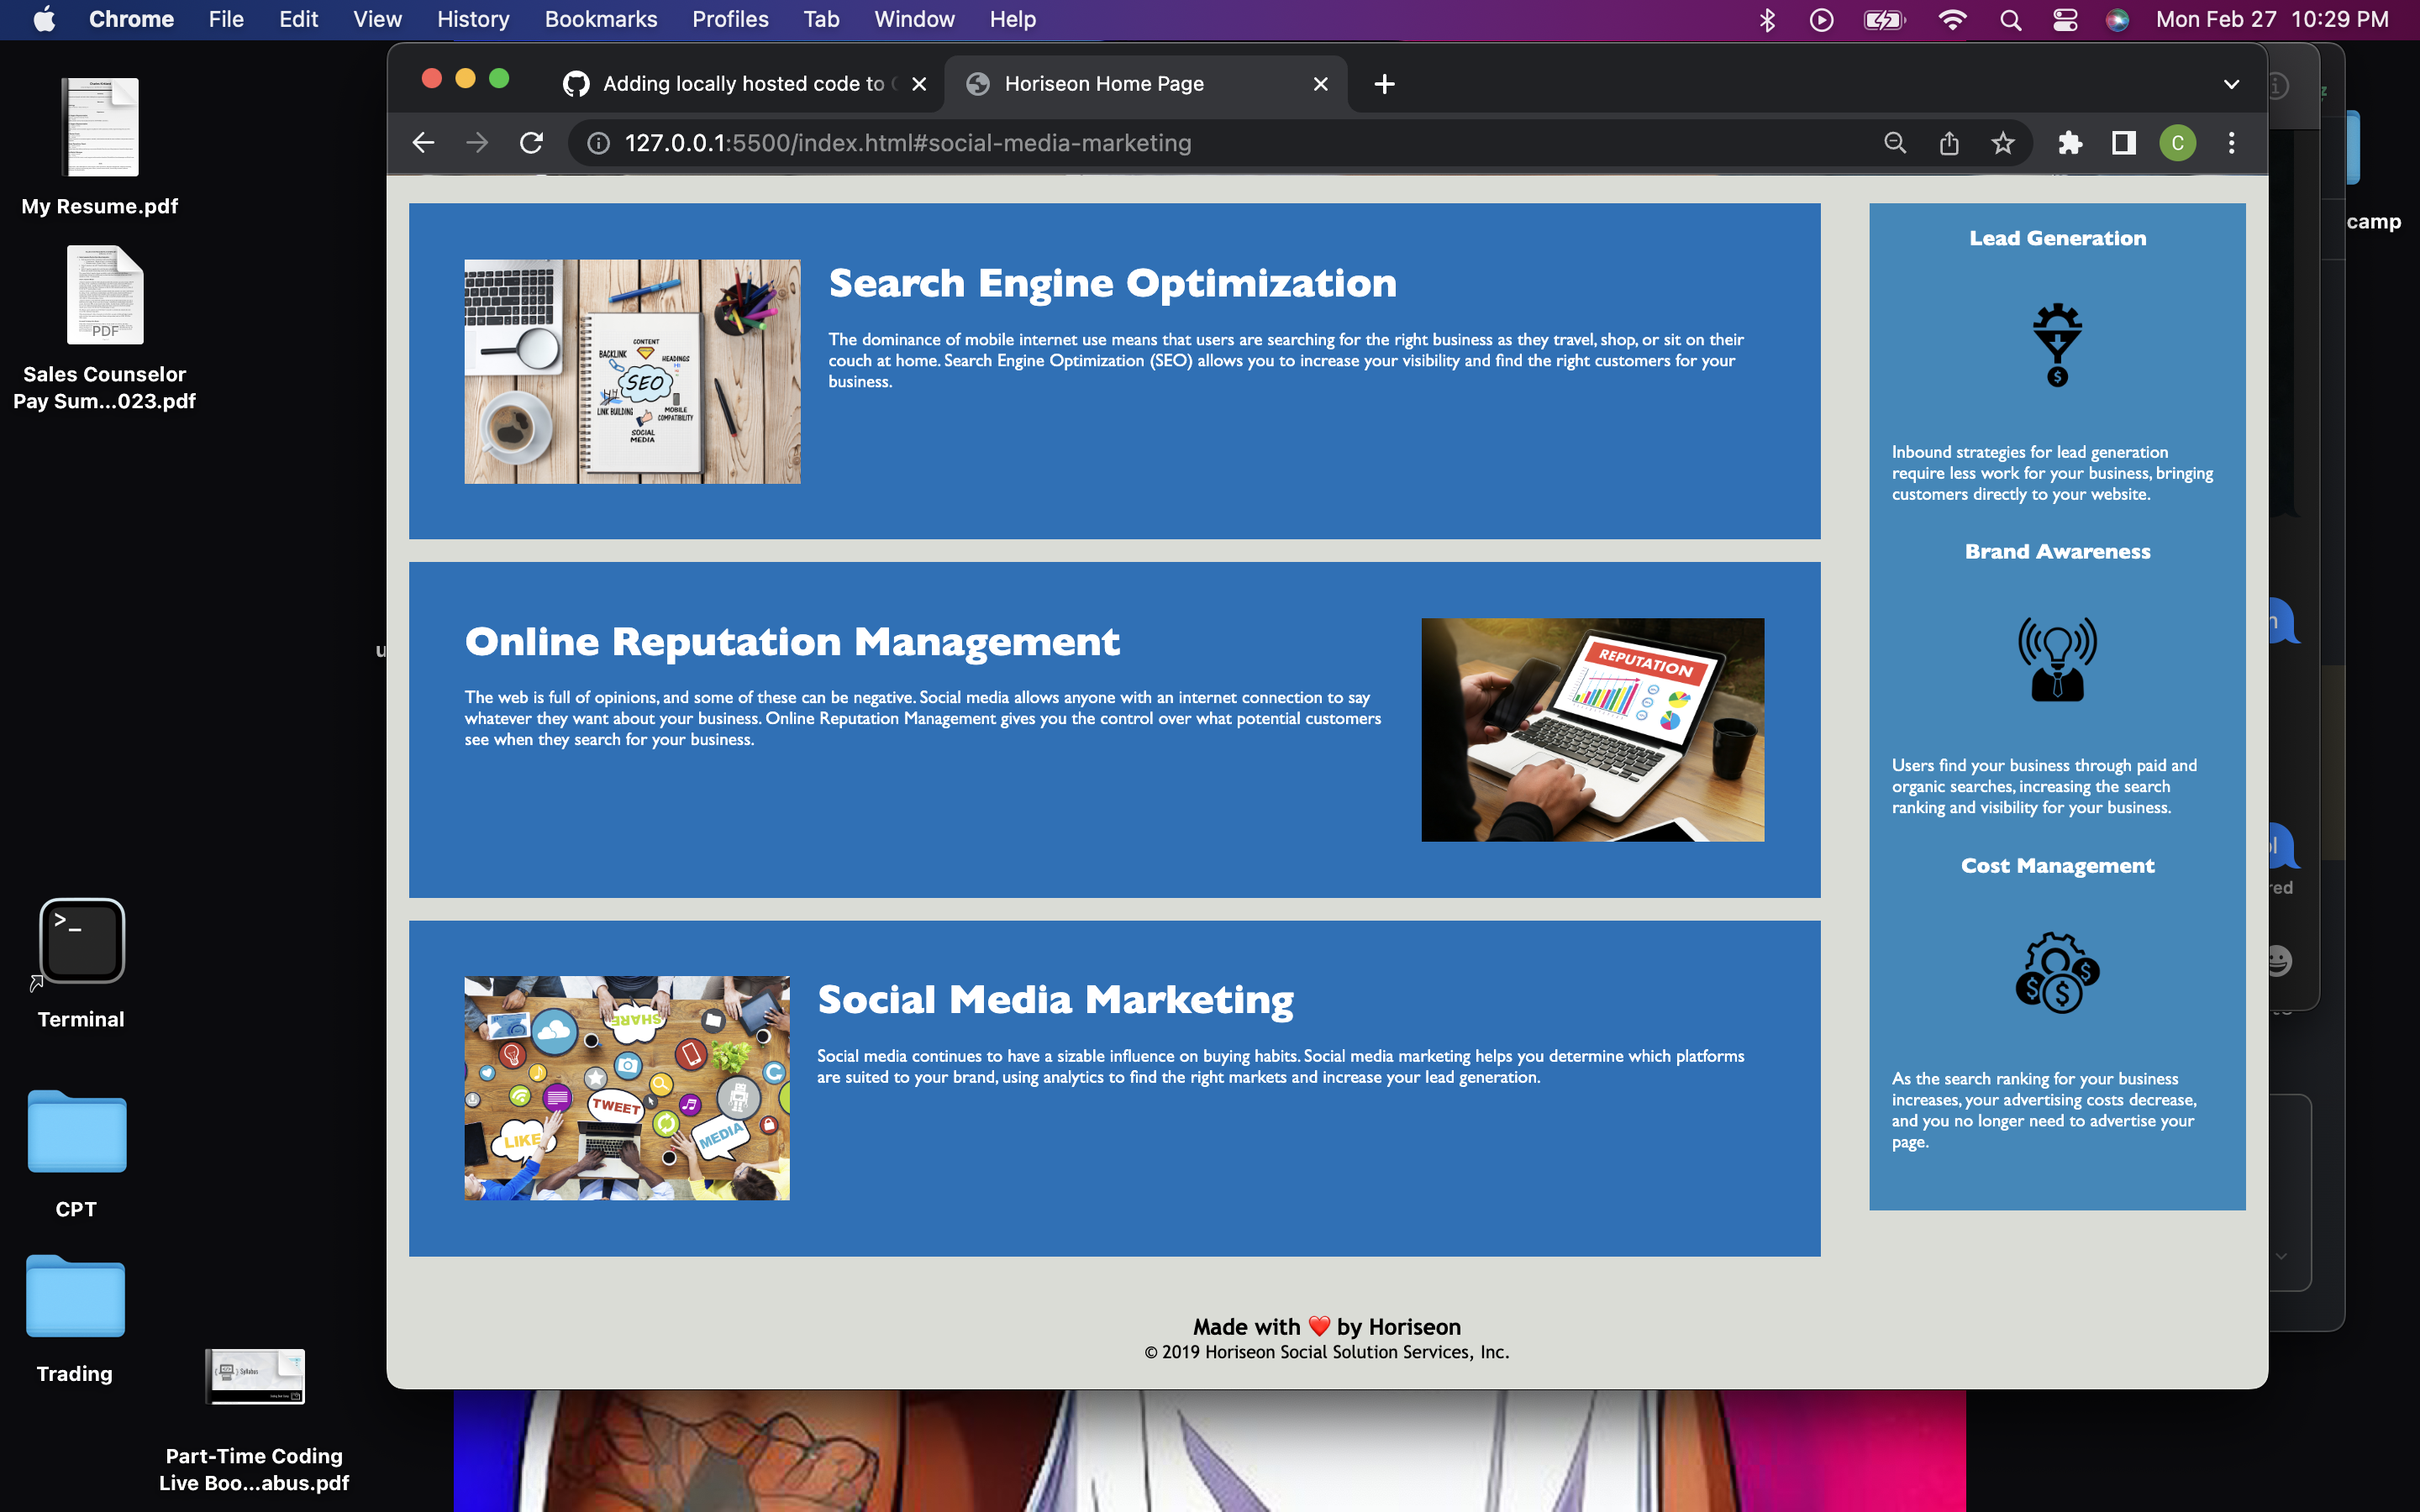 Chrome File Edit View History Bookmarks Profiles Tab Window Help
Mon Feb 27 10:29 PM
Adding locally hosted code to
Horiseon Home Page
127.0.0.1:5500/index.html#social-media-marketing
C
My Resume.pdf
PDF
Sales Counselor
Pay Sum...023.pdf
Terminal
CPT
Trading
Syllabus
Part-Time Coding
Live Boo...abus.pdf
camp
red
Search Engine Optimization
The dominance of mobile internet use means that users are searching for the right business as they travel, shop, or sit on their
couch at home. Search Engine Optimization (SEO) allows you to increase your visibility and find the right customers for your
business.
CONTENT
BACKLINK
HEADINGS
SEO
LINK BUILDING
MOBILE
COMPATIBILITY
SOCIAL
MEDIA
Online Reputation Management
The web is full of opinions, and some of these can be negative. Social media allows anyone with an internet connection to say
whatever they want about your business. Online Reputation Management gives you the control over what potential customers
see when they search for your business.
REPUTATION
Social Media Marketing
Social media continues to have a sizable influence on buying habits. Social media marketing helps you determine which platforms
are suited to your brand, using analytics to find the right markets and increase your lead generation.
SHARE
TWEET
LIKE
MEDIA
Lead Generation
$
Inbound strategies for lead generation
require less work for your business, bringing
customers directly to your website.
Brand Awareness
Users find your business through paid and
organic searches, increasing the search
ranking and visibility for your business.
Cost Management
$ $ $
As the search ranking for your business
increases, your advertising costs decrease,
and you no longer need to advertise your
page.
Made with ❤️ by Horiseon
© 2019 Horiseon Social Solution Services, Inc.